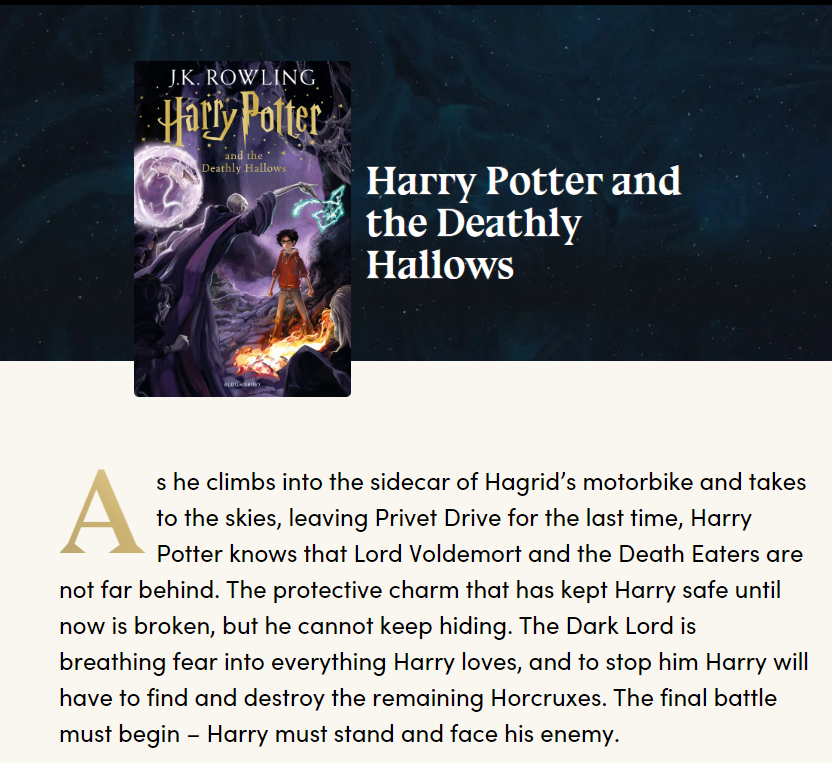 J.K. ROWLING
Harry Potter
and the
Deathly Hallows
BLOOMSBURY
Harry Potter and
the Deathly
Hallows
As he climbs into the sidecar of Hagrid’s motorbike and takes
to the skies, leaving Privet Drive for the last time, Harry
Potter knows that Lord Voldemort and the Death Eaters are
not far behind. The protective charm that has kept Harry safe until
now is broken, but he cannot keep hiding. The Dark Lord is
breathing fear into everything Harry loves, and to stop him Harry will
have to find and destroy the remaining Horcruxes. The final battle
must begin – Harry must stand and face his enemy.